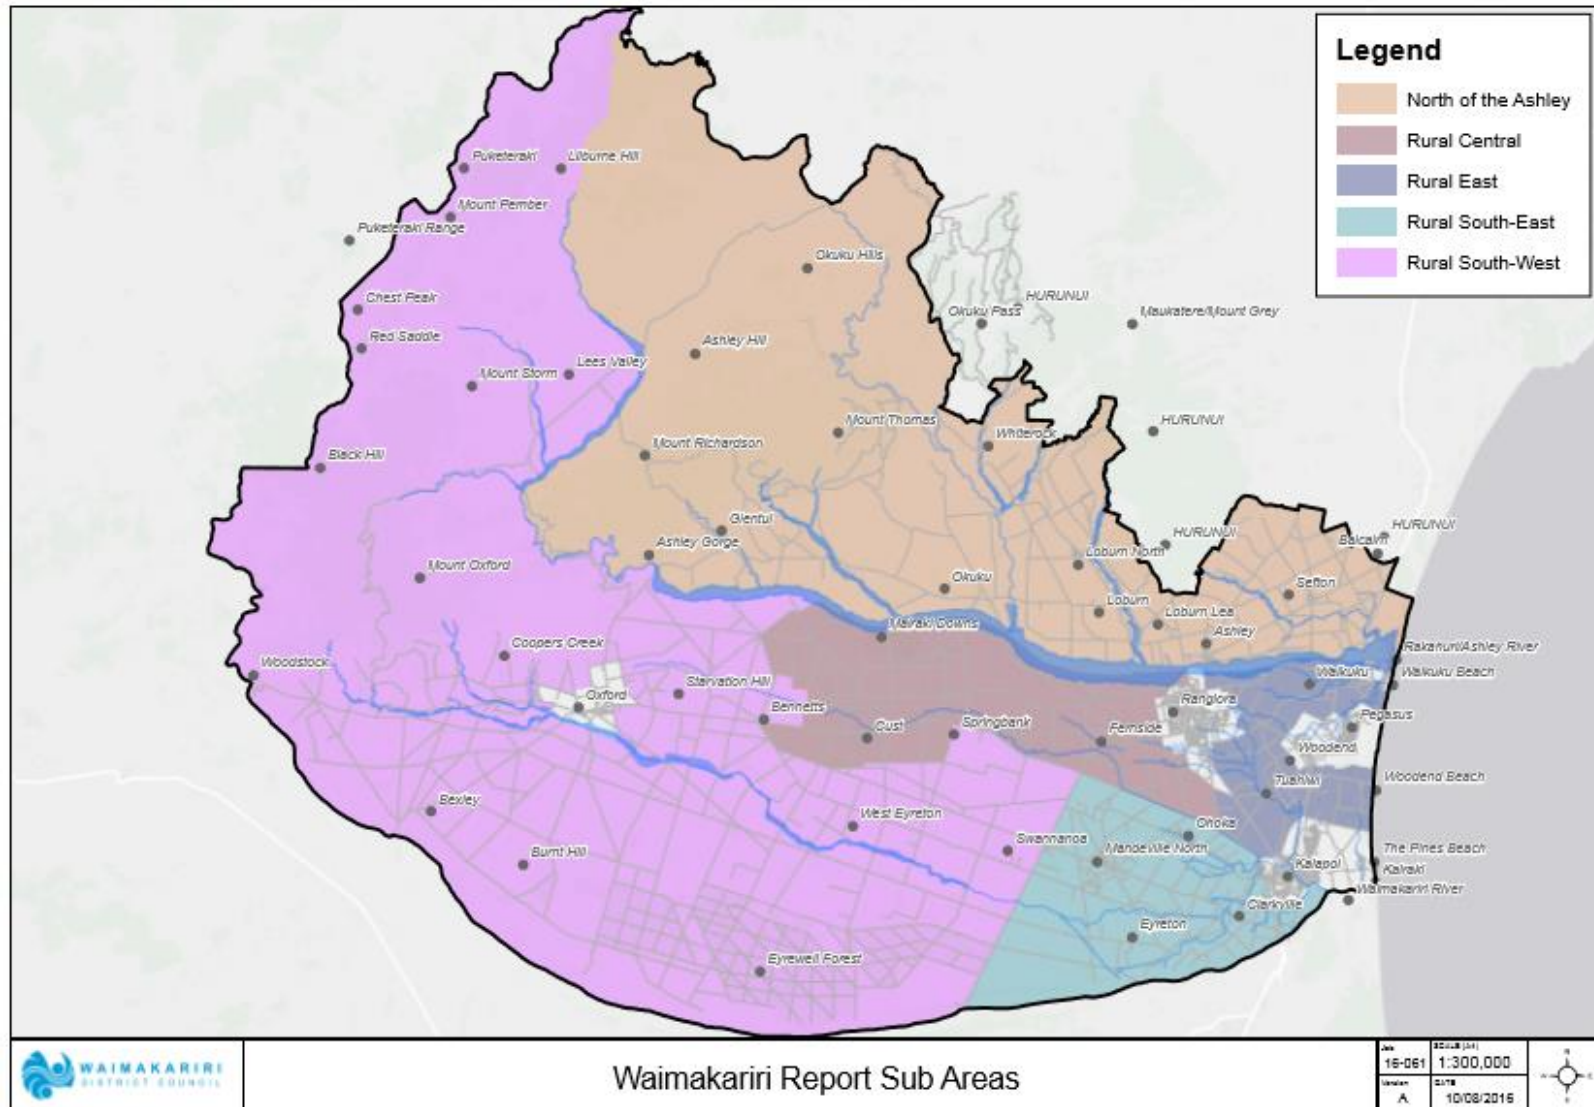 Legend
North of the Ashley
Rural Central
Rural East
Rural South-East
Rural South-West
Puketeraki
Lilburne Hill
Mount Pember
Puketeraki Range
Okuku Hills
Chest Peak
HURUNUI
Okuku Pass
Maukatere/Mount Grey
Red Saddle
Ashley Hill
Lees Valley
Mount Storm
Mount Thomas
HURUNUI
Whiterock
Mount Richardson
Black Hill
Glentui
HURUNUI
HURUNUI
Balcairn
Ashley Gorge
Loburn North
Mount Oxford
Okuku
Sefton
Loburn
Loburn Lea
Mairaki Downs
Ashley
Rakahuri/Ashley River
Coopers Creek
Woodstock
Waikuku
Waikuku Beach
Starvation Hill
Oxford
Rangiora
Bennetts
Pegasus
Cust
Springbank
Fernside
Woodend
Tuahiwi
Woodend Beach
Bexley
West Eyreton
Ohoka
Swannanoa
Mandeville North
Burnt Hill
Kaiapoi
The Pines Beach
Kairaki
Waimakariri River
Clarkville
Eyreton
Eyrewell Forest
WAIMAKARIRI
DISTRICT COUNCIL
Waimakariri Report Sub Areas
Job
16-061
SCALE (A4)
1:300,000
Version
A
DATE
10/08/2016